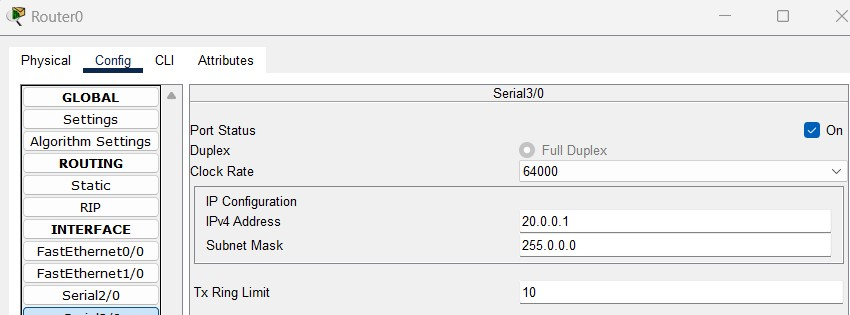 Router0
Physical Config CLI Attributes
GLOBAL
Settings
Algorithm Settings
ROUTING
Static
RIP
INTERFACE
FastEthernet0/0
FastEthernet1/0
Serial2/0
Serial3/0
Port Status On
Duplex Full Duplex
Clock Rate 64000
IP Configuration
IPv4 Address 20.0.0.1
Subnet Mask 255.0.0.0
Tx Ring Limit 10